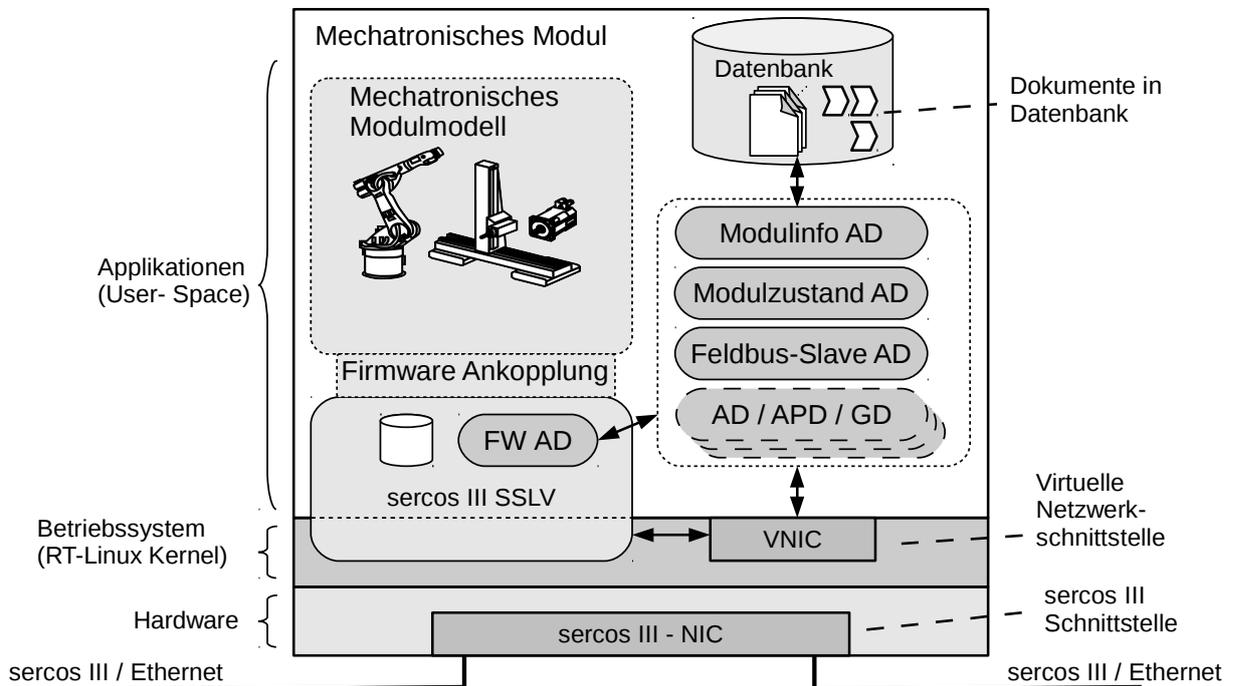 Mechatronisches Modul
Datenbank
Mechatronisches
Modulmodell
Dokumente in
Datenbank
Modulinfo AD
Applikationen
(User- Space)
Modulzustand AD
Feldbus-Slave AD
Firmware Ankopplung
AD / APD / GD
FW AD
sercos III SSLV
Virtuelle
Netzwerk-
schnittstelle
Betriebssystem
(RT-Linux Kernel)
VNIC
Hardware
sercos III - NIC
sercos III
Schnittstelle
sercos III / Ethernet
sercos III / Ethernet